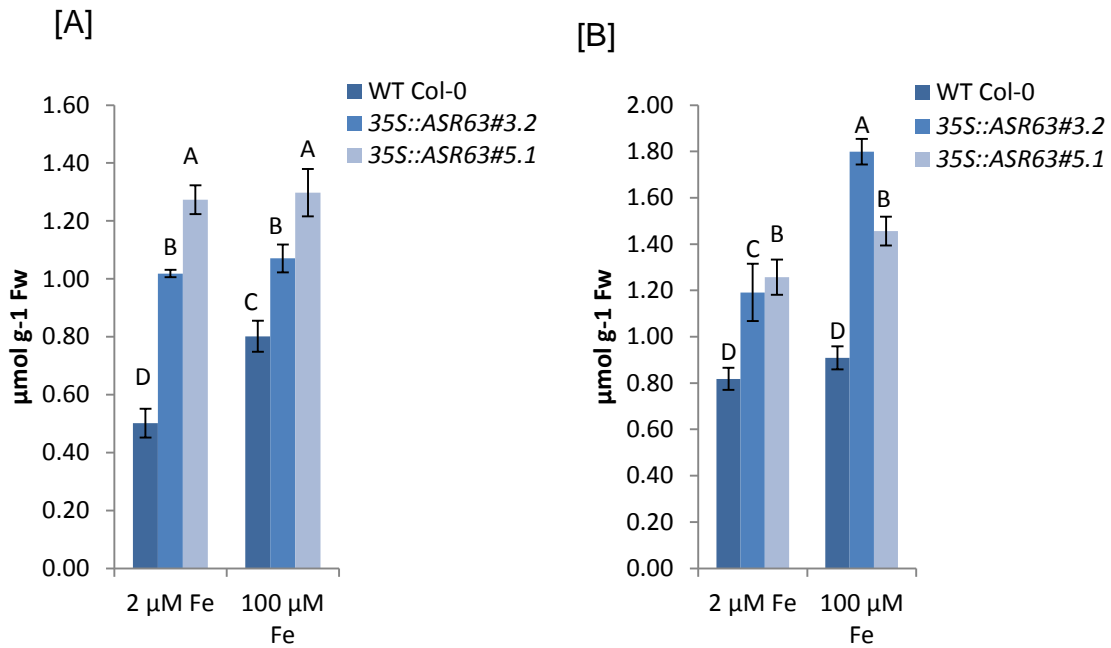 [A]
WT Col-0
35S::ASR63#3.2
35S::ASR63#5.1
µmol g-1 Fw
1.60
1.40
1.20
1.00
0.80
0.60
0.40
0.20
0.00
D
B
A
C
B
A
2 µM Fe
100 µM
Fe
[B]
WT Col-0
35S::ASR63#3.2
35S::ASR63#5.1
µmol g-1 Fw
2.00
1.80
1.60
1.40
1.20
1.00
0.80
0.60
0.40
0.20
0.00
D
C
B
D
A
B
2 µM Fe
100 µM
Fe